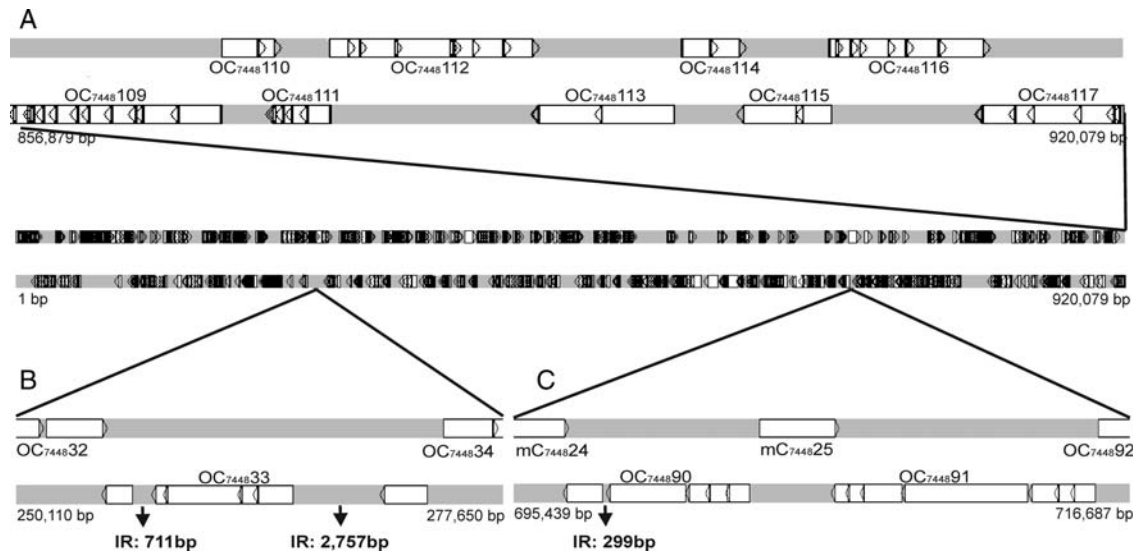 A
OC7448110 OC7448112 OC7448114 OC7448116
OC7448109 OC7448111 OC7448113 OC7448115 OC7448117
856,879 bp 920,079 bp
1 bp 920,079 bp
B C
OC744832 OC744834 mC744824 mC744825 OC744892
OC744833 OC744890 OC744891
250,110 bp 277,650 bp 695,439 bp 716,687 bp
IR: 711bp IR: 2,757bp IR: 299bp